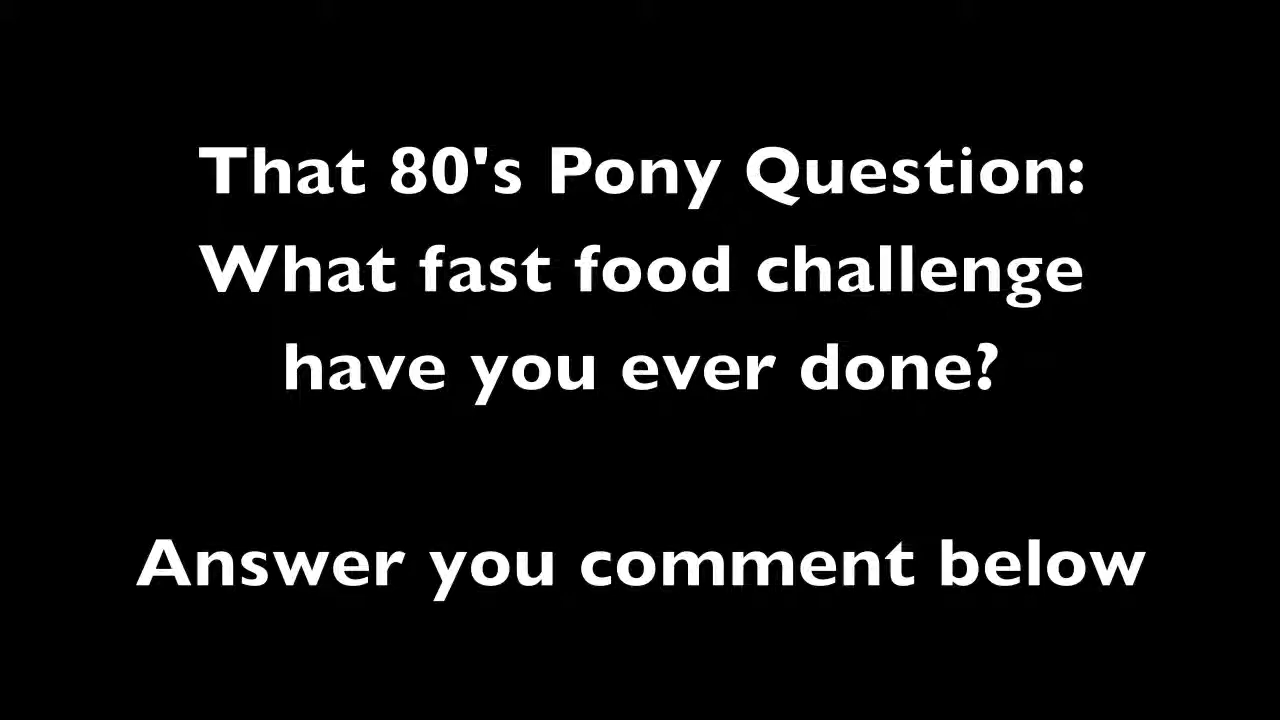 That 80's Pony Question:
What fast food challenge
have you ever done?
Answer you comment below